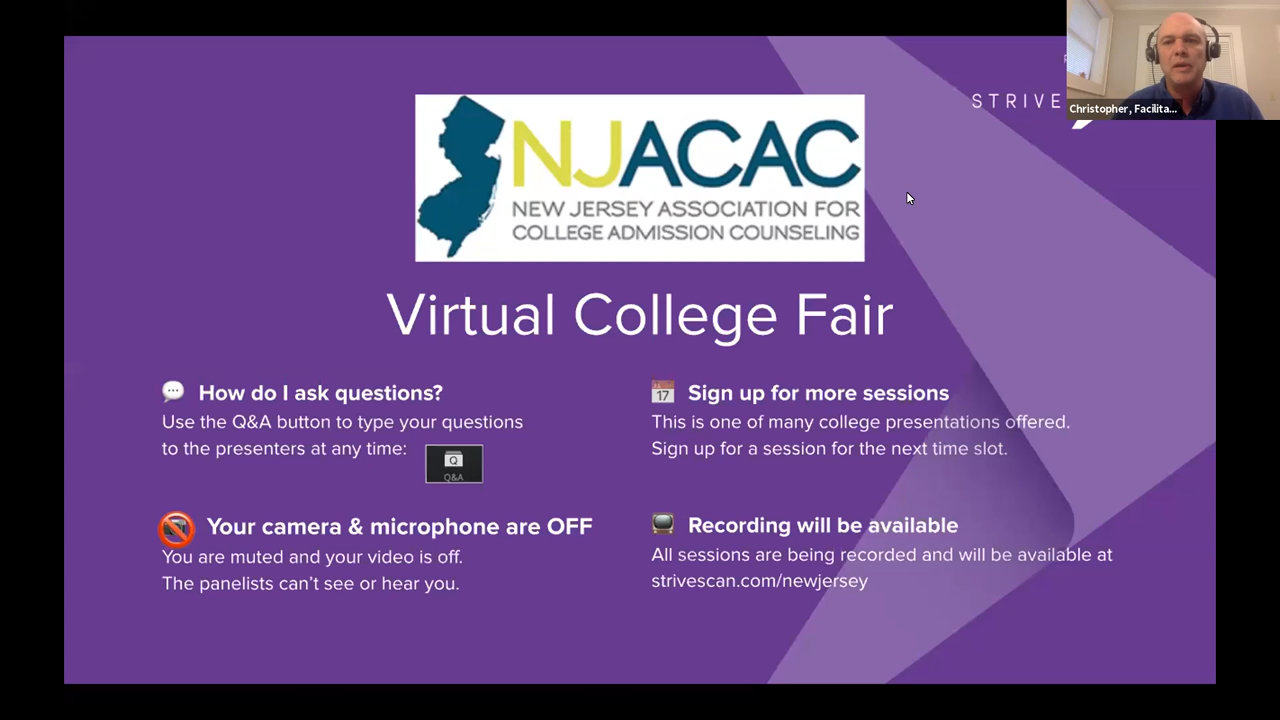 STRIVE
Christopher, Facilita...
NJACAC
NEW JERSEY ASSOCIATION FOR
COLLEGE ADMISSION COUNSELING
Virtual College Fair
How do I ask questions?
Use the Q&A button to type your questions
to the presenters at any time:
Q
Q&A
Sign up for more sessions
17
This is one of many college presentations offered.
Sign up for a session for the next time slot.
Your camera & microphone are OFF
You are muted and your video is off.
The panelists can't see or hear you.
Recording will be available
All sessions are being recorded and will be available at
strivescan.com/newjersey